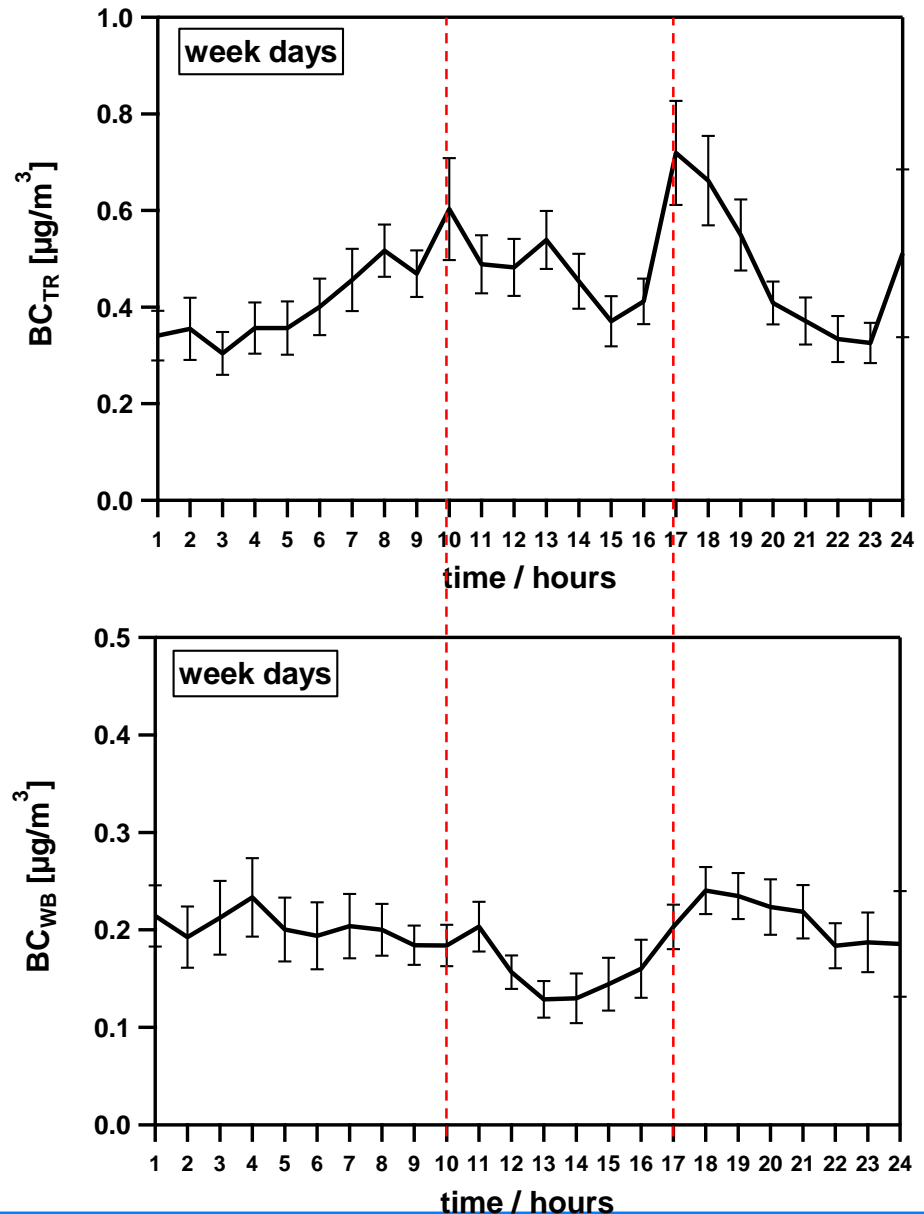 week days
BC_TR [µg/m³]
1.0
0.8
0.6
0.4
0.2
0.0
1 2 3 4 5 6 7 8 9 10 11 12 13 14 15 16 17 18 19 20 21 22 23 24
time / hours
week days
BC_WB [µg/m³]
0.5
0.4
0.3
0.2
0.1
0.0
1 2 3 4 5 6 7 8 9 10 11 12 13 14 15 16 17 18 19 20 21 22 23 24
time / hours